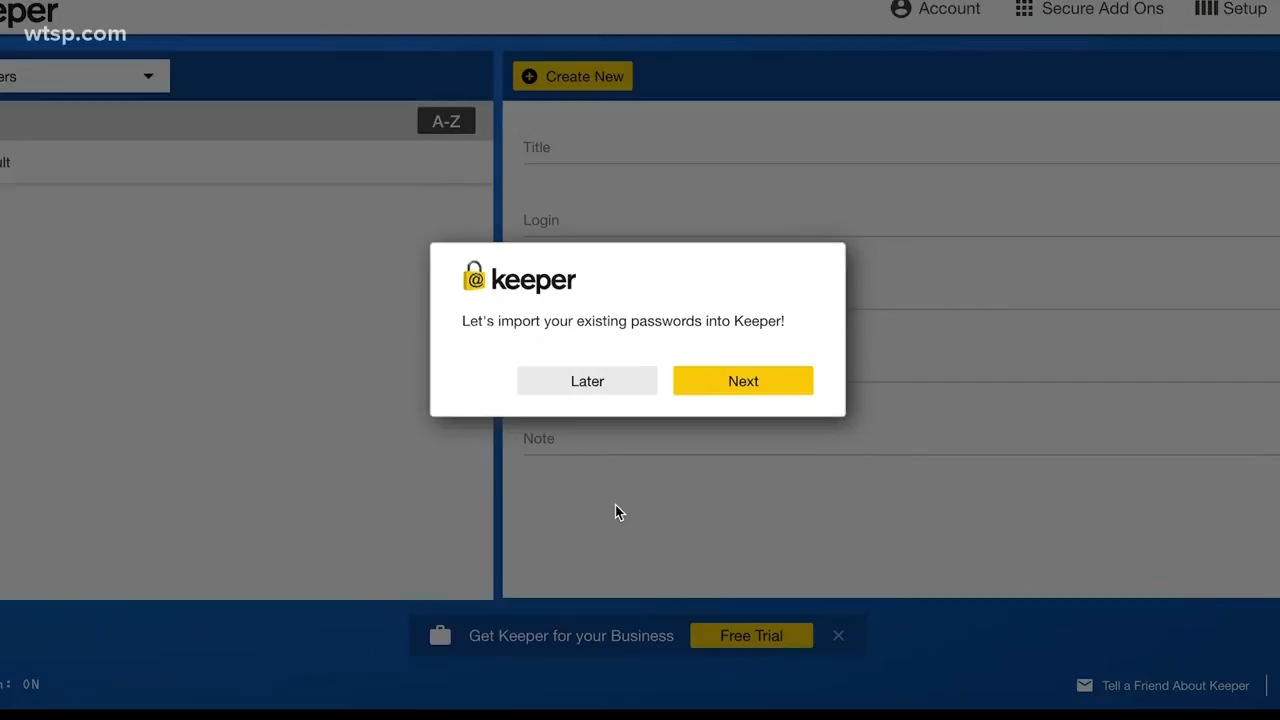 eper
wtsp.com
Account
Secure Add Ons
Setup
ers
Create New
A-Z
Title
ult
Login
@ keeper
Let's import your existing passwords into Keeper!
Later
Next
Note
Get Keeper for your Business
Free Trial
n: ON
Tell a Friend About Keeper